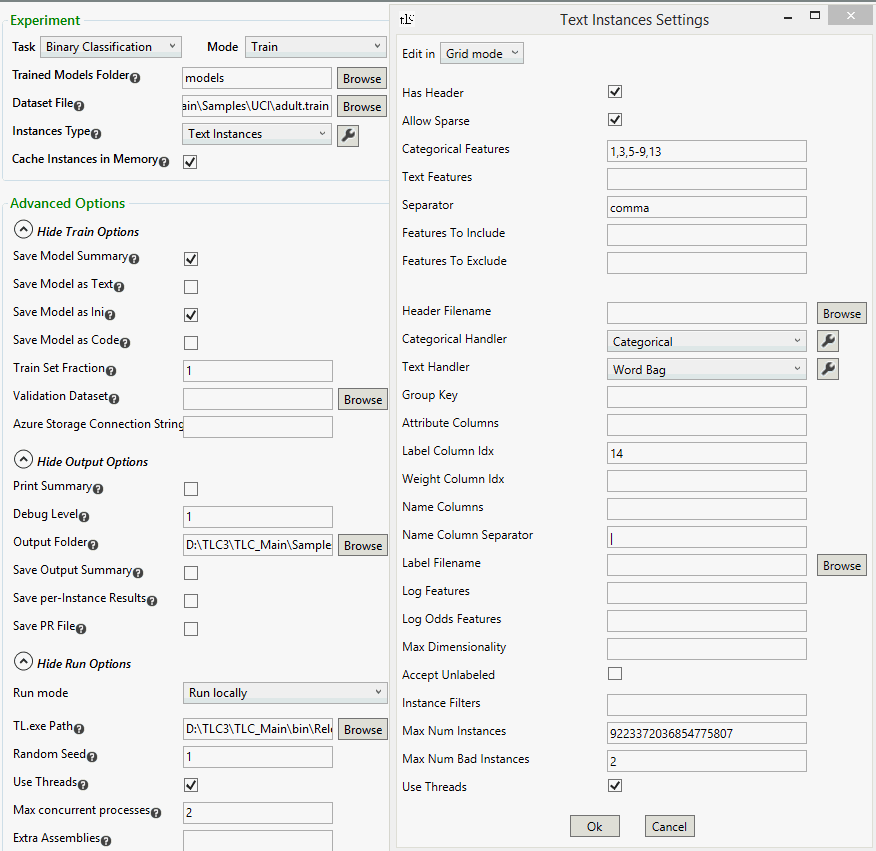 Experiment
Task Binary Classification Mode Train
Trained Models Folder? models Browse
Dataset File? ain\Samples\UCI\adult.train Browse
Instances Type? Text Instances
Cache Instances in Memory?
Advanced Options
Hide Train Options
Save Model Summary?
Save Model as Text?
Save Model as Ini?
Save Model as Code?
Train Set Fraction? 1
Validation Dataset? Browse
Azure Storage Connection String
Hide Output Options
Print Summary?
Debug Level? 1
Output Folder? D:\TLC3\TLC_Main\Sample Browse
Save Output Summary?
Save per-Instance Results?
Save PR File?
Hide Run Options
Run mode Run locally
TL.exe Path? D:\TLC3\TLC_Main\bin\Rel Browse
Random Seed? 1
Use Threads?
Max concurrent processes? 2
Extra Assemblies?
Text Instances Settings
Edit in Grid mode
Has Header
Allow Sparse
Categorical Features 1,3,5-9,13
Text Features
Separator comma
Features To Include
Features To Exclude
Header Filename Browse
Categorical Handler Categorical
Text Handler Word Bag
Group Key
Attribute Columns
Label Column Idx 14
Weight Column Idx
Name Columns
Name Column Separator |
Label Filename Browse
Log Features
Log Odds Features
Max Dimensionality
Accept Unlabeled
Instance Filters
Max Num Instances 9223372036854775807
Max Num Bad Instances 2
Use Threads
Ok Cancel